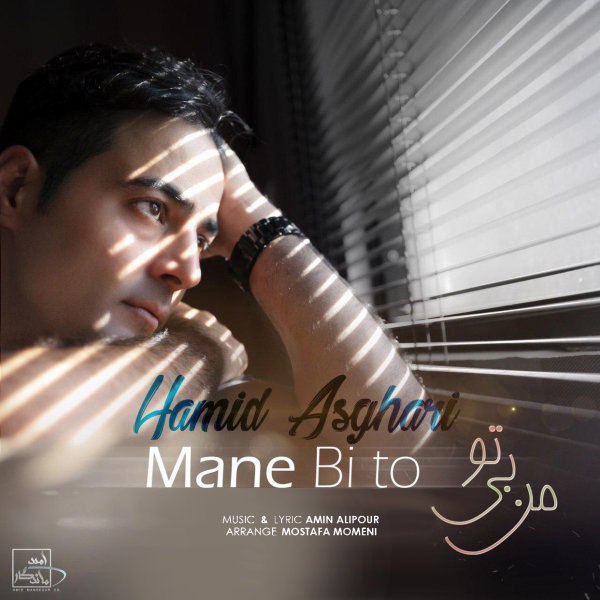 Hamid Asghari
Mane Bi to
من بی تو
MUSIC & LYRIC AMIN ALIPOUR
ARRANGE MOSTAFA MOMENI